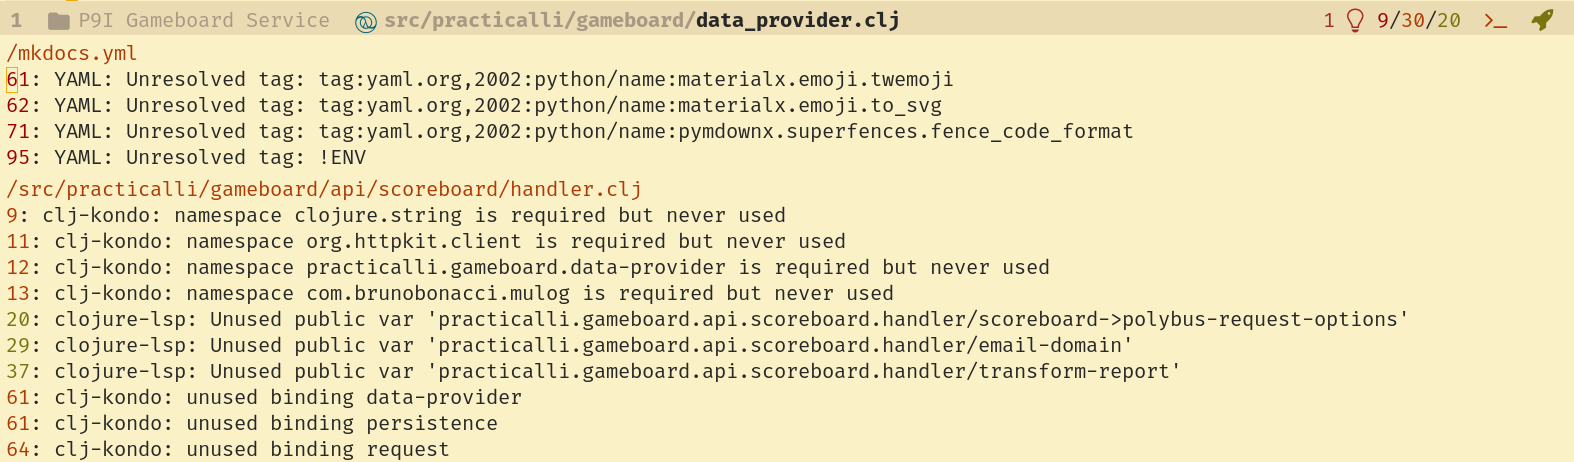 1 P9I Gameboard Service src/practicalli/gameboard/data_provider.clj 1 9/30/20 >_
/mkdocs.yml
61: YAML: Unresolved tag: tag:yaml.org,2002:python/name:materialx.emoji.twemoji
62: YAML: Unresolved tag: tag:yaml.org,2002:python/name:materialx.emoji.to_svg
71: YAML: Unresolved tag: tag:yaml.org,2002:python/name:pymdownx.superfences.fence_code_format
95: YAML: Unresolved tag: !ENV
/src/practicalli/gameboard/api/scoreboard/handler.clj
9: clj-kondo: namespace clojure.string is required but never used
11: clj-kondo: namespace org.httpkit.client is required but never used
12: clj-kondo: namespace practicalli.gameboard.data-provider is required but never used
13: clj-kondo: namespace com.brunobonacci.mulog is required but never used
20: clojure-lsp: Unused public var 'practicalli.gameboard.api.scoreboard.handler/scoreboard->polybus-request-options'
29: clojure-lsp: Unused public var 'practicalli.gameboard.api.scoreboard.handler/email-domain'
37: clojure-lsp: Unused public var 'practicalli.gameboard.api.scoreboard.handler/transform-report'
61: clj-kondo: unused binding data-provider
61: clj-kondo: unused binding persistence
64: clj-kondo: unused binding request